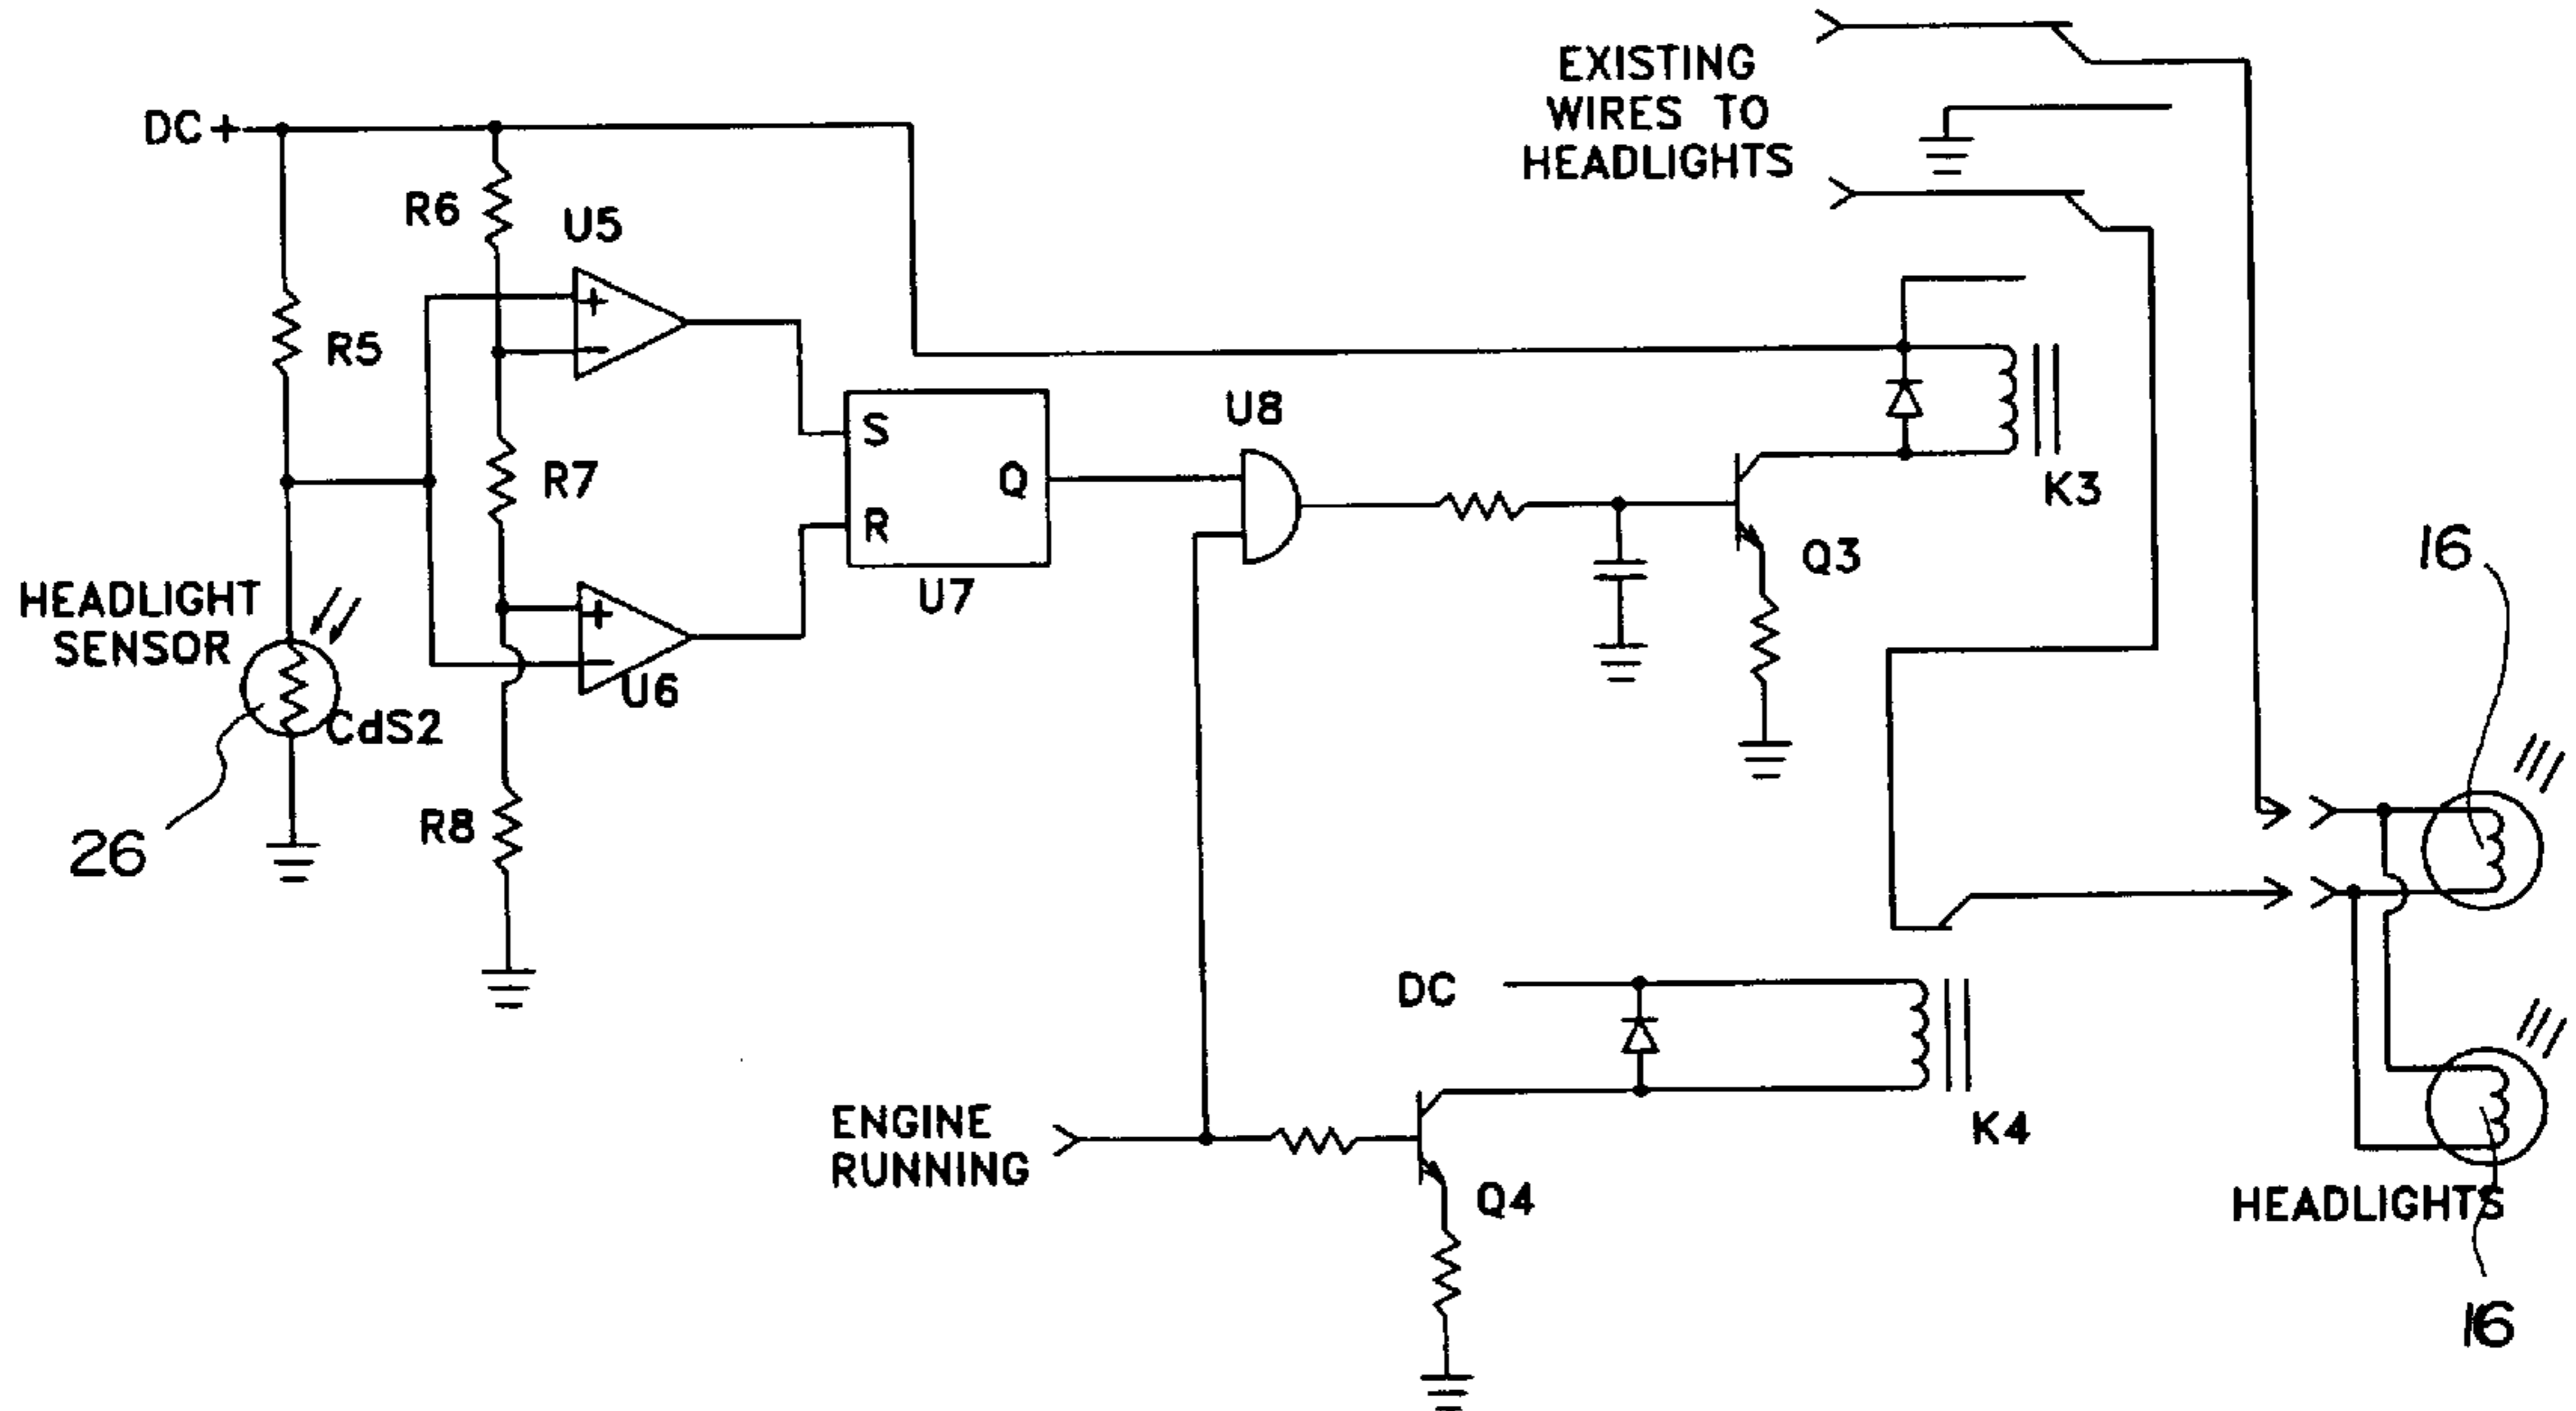 EXISTING
WIRES TO
HEADLIGHTS
DC+
R6
U5
+
−
R5
S
R
Q
U7
U8
R7
K3
Q3
16
HEADLIGHT
SENSOR
+
−
U6
CdS2
26
R8
DC
K4
ENGINE
RUNNING
Q4
HEADLIGHTS
16